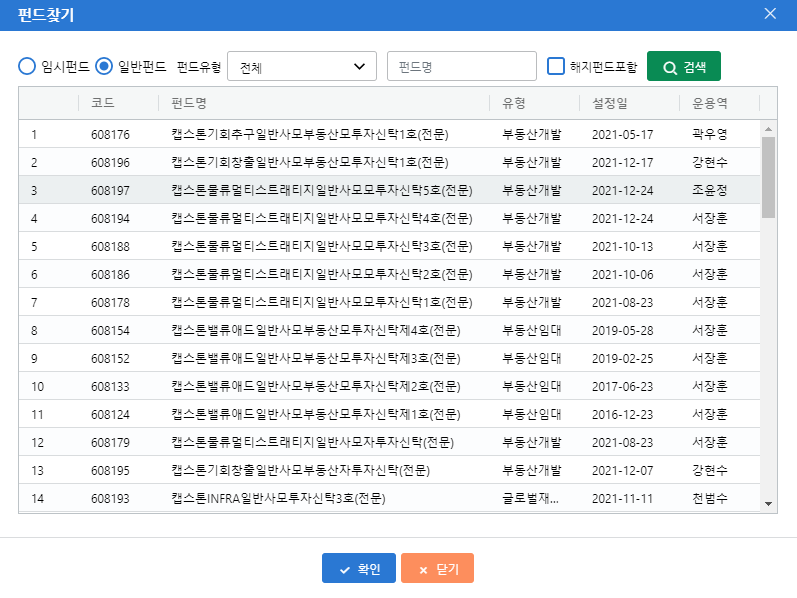 펀드찾기
임시펀드 일반펀드 펀드유형 전체 펀드명 해지펀드포함 검색
코드 펀드명 유형 설정일 운용역
1 608176 캡스톤기회추구일반사모부동산모투자신탁1호(전문) 부동산개발 2021-05-17 곽우영
2 608196 캡스톤기회창출일반사모부동산모투자신탁1호(전문) 부동산개발 2021-12-17 강현수
3 608197 캡스톤물류멀티스트래티지일반사모모투자신탁5호(전문) 부동산개발 2021-12-24 조윤정
4 608194 캡스톤물류멀티스트래티지일반사모모투자신탁4호(전문) 부동산개발 2021-12-24 서장훈
5 608188 캡스톤물류멀티스트래티지일반사모모투자신탁3호(전문) 부동산개발 2021-10-13 서장훈
6 608186 캡스톤물류멀티스트래티지일반사모모투자신탁2호(전문) 부동산개발 2021-10-06 서장훈
7 608178 캡스톤물류멀티스트래티지일반사모모투자신탁1호(전문) 부동산개발 2021-08-23 서장훈
8 608154 캡스톤밸류애드일반사모부동산모투자신탁제4호(전문) 부동산임대 2019-05-28 서장훈
9 608152 캡스톤밸류애드일반사모부동산모투자신탁제3호(전문) 부동산임대 2019-02-25 서장훈
10 608133 캡스톤밸류애드일반사모부동산모투자신탁제2호(전문) 부동산임대 2017-06-23 서장훈
11 608124 캡스톤밸류애드일반사모부동산모투자신탁제1호(전문) 부동산임대 2016-12-23 서장훈
12 608179 캡스톤물류멀티스트래티지일반사모자투자신탁(전문) 부동산개발 2021-08-23 서장훈
13 608195 캡스톤기회창출일반사모부동산자투자신탁(전문) 부동산개발 2021-12-07 강현수
14 608193 캡스톤INFRA일반사모투자신탁3호(전문) 글로벌재... 2021-11-11 천범수
확인 닫기